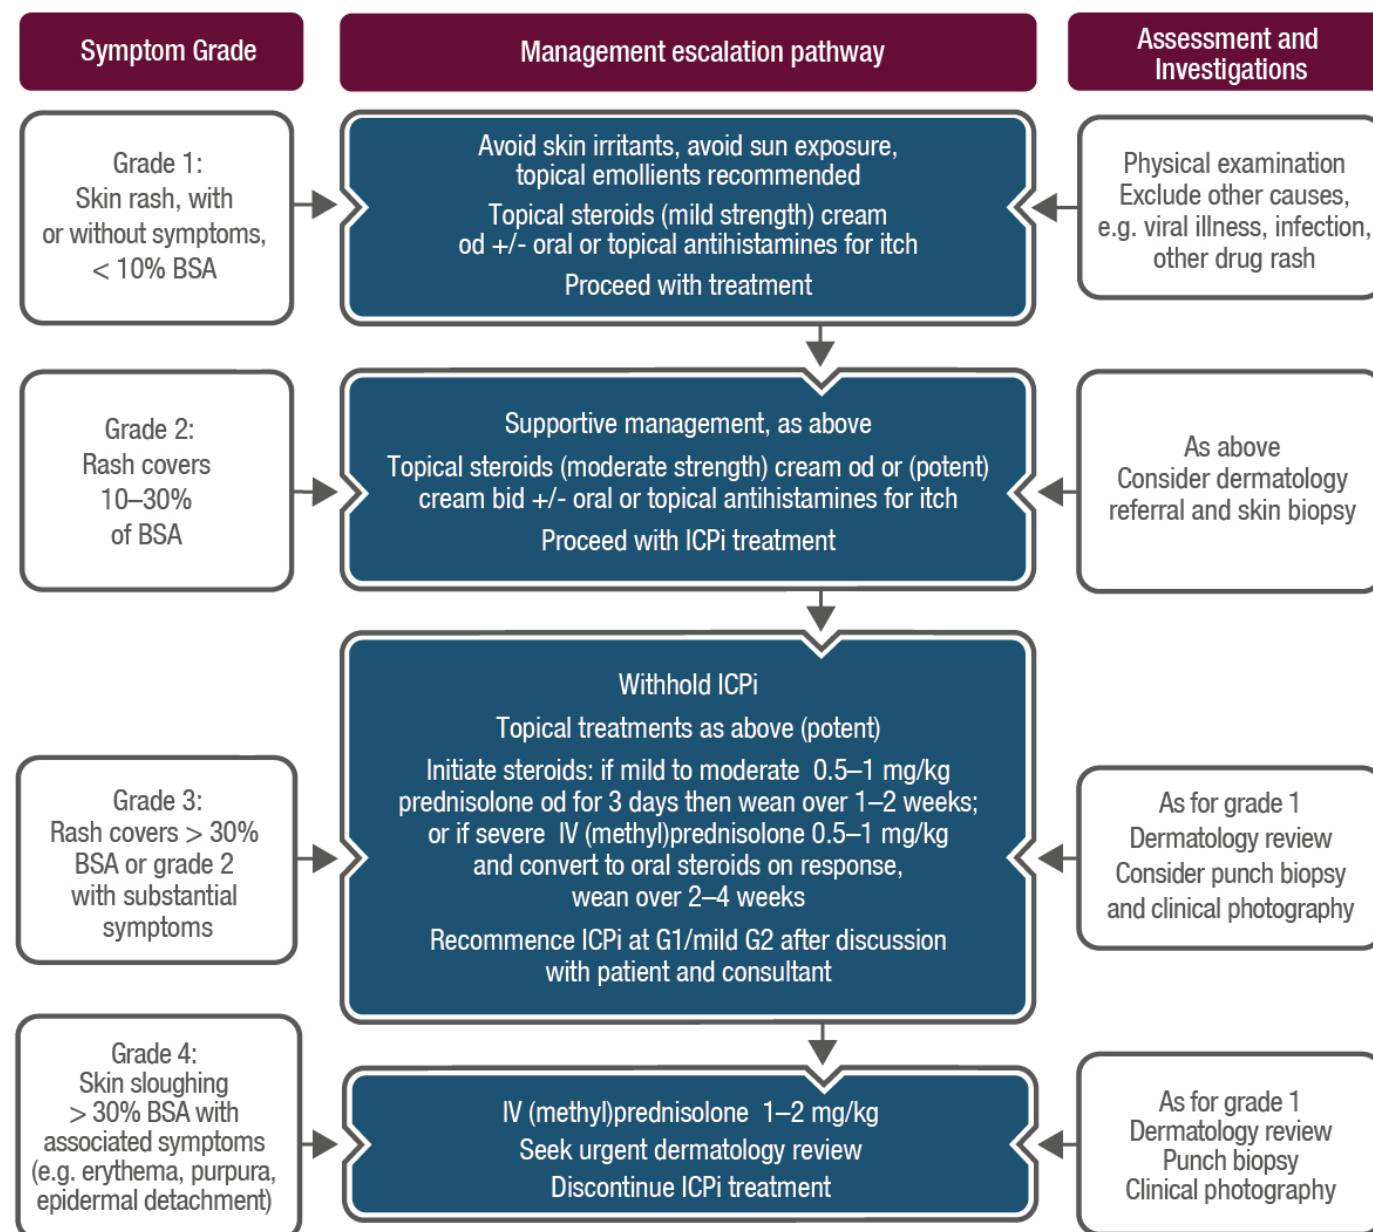 Symptom Grade
Management escalation pathway
Assessment and
Investigations
Grade 1:
Skin rash, with
or without symptoms,
< 10% BSA
Avoid skin irritants, avoid sun exposure,
topical emollients recommended
Topical steroids (mild strength) cream
od +/- oral or topical antihistamines for itch
Proceed with treatment
Physical examination
Exclude other causes,
e.g. viral illness, infection,
other drug rash
Grade 2:
Rash covers
10–30%
of BSA
Supportive management, as above
Topical steroids (moderate strength) cream od or (potent)
cream bid +/- oral or topical antihistamines for itch
Proceed with ICPi treatment
As above
Consider dermatology
referral and skin biopsy
Grade 3:
Rash covers > 30%
BSA or grade 2
with substantial
symptoms
Withhold ICPi
Topical treatments as above (potent)
Initiate steroids: if mild to moderate 0.5–1 mg/kg
prednisolone od for 3 days then wean over 1–2 weeks;
or if severe IV (methyl)prednisolone 0.5–1 mg/kg
and convert to oral steroids on response,
wean over 2–4 weeks
Recommence ICPi at G1/mild G2 after discussion
with patient and consultant
As for grade 1
Dermatology review
Consider punch biopsy
and clinical photography
Grade 4:
Skin sloughing
> 30% BSA with
associated symptoms
(e.g. erythema, purpura,
epidermal detachment)
IV (methyl)prednisolone 1–2 mg/kg
Seek urgent dermatology review
Discontinue ICPi treatment
As for grade 1
Dermatology review
Punch biopsy
Clinical photography